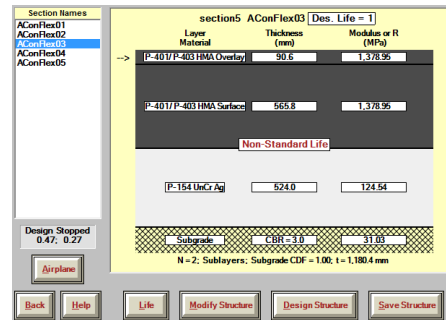 Section Names
AConFlex01
AConFlex02
AConFlex03
AConFlex04
AConFlex05
Design Stopped
0.47; 0.27
Airplane
section5 AConFlex03 Des. Life = 1
Layer Material
Thickness (mm)
Modulus or R (MPa)
-->
P-401/ P-403 HMA Overlay 90.6 1,378.95
P-401/ P-403 HMA Surface 565.8 1,378.95
Non-Standard Life
P-154 UnCr Ag 524.0 124.54
Subgrade CBR = 3.0 31.03
N = 2; Sublayers; Subgrade CDF = 1.00; t = 1,180.4 mm
Back Help Life Modify Structure Design Structure Save Structure